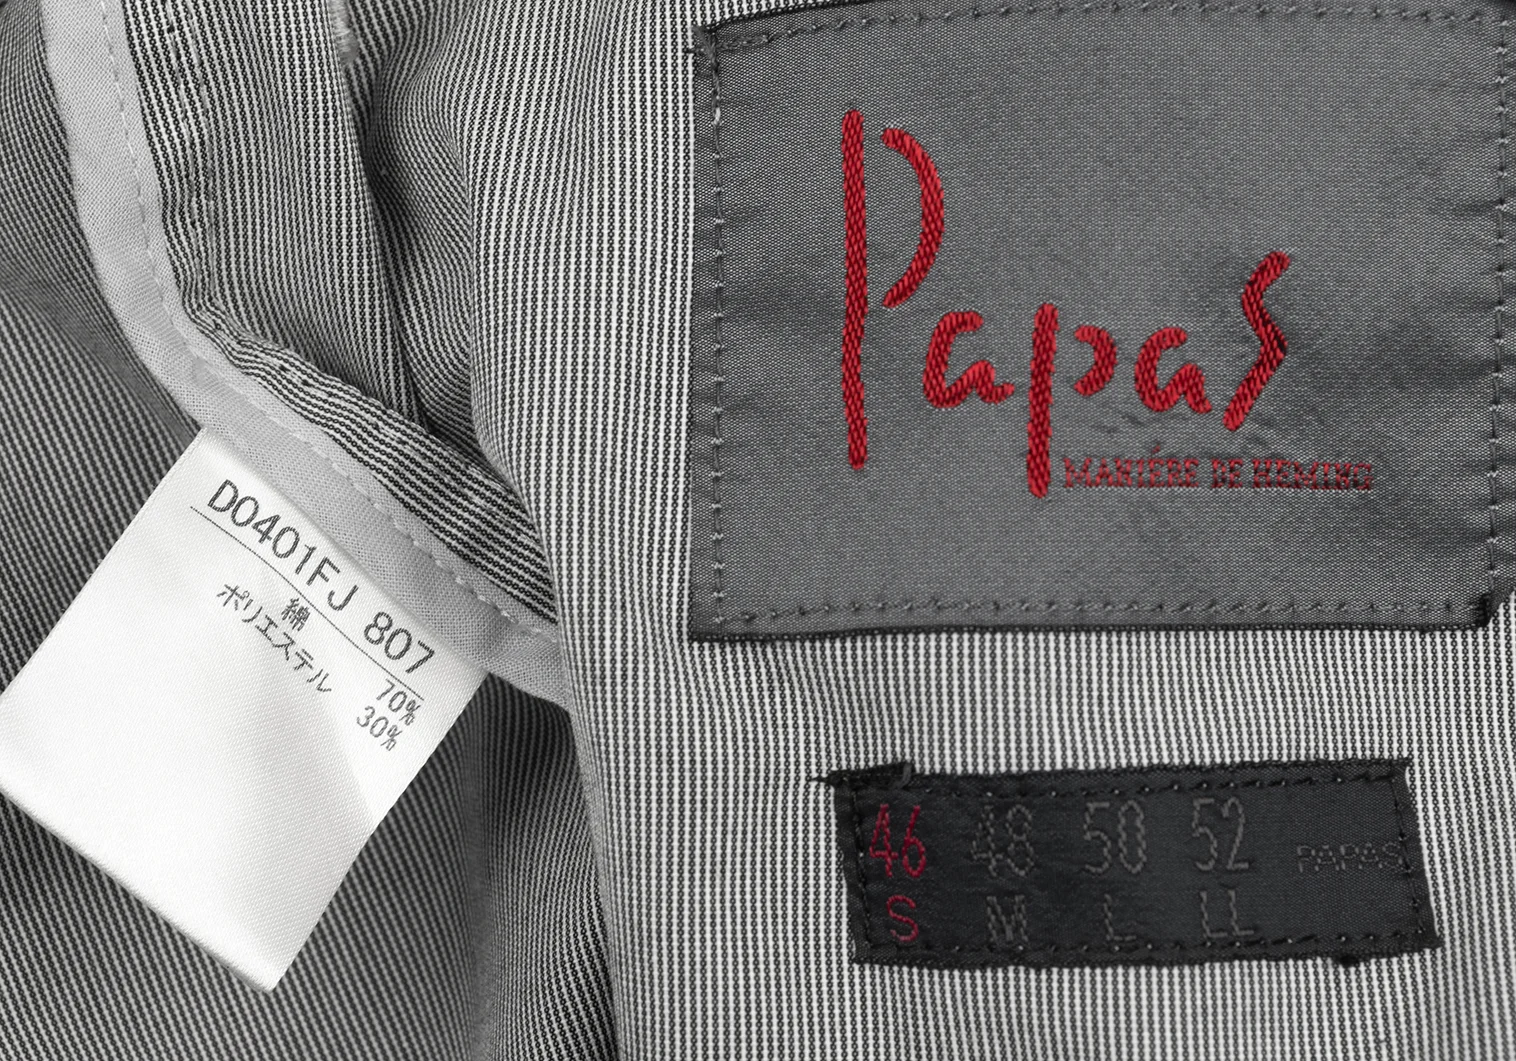 Papas
MANIÉRE DE HEMING
D0401FJ 807
綿 70%
ポリエステル 30%
46 48 50 52 PAPAS
S M L LL